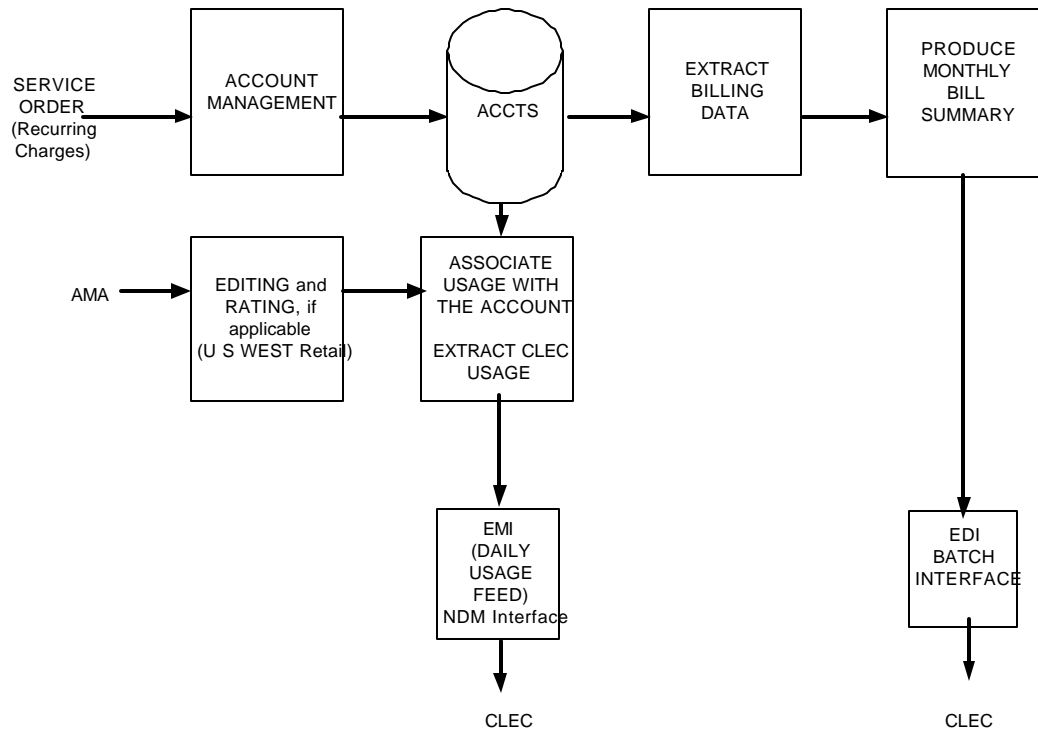 SERVICE
ORDER
(Recurring
Charges)
ACCOUNT
MANAGEMENT
ACCTS
EXTRACT
BILLING
DATA
PRODUCE
MONTHLY
BILL
SUMMARY
AMA
EDITING and
RATING, if
applicable
(U S WEST Retail)
ASSOCIATE
USAGE WITH
THE ACCOUNT
EXTRACT CLEC
USAGE
EMI
(DAILY
USAGE
FEED)
NDM Interface
EDI
BATCH
INTERFACE
CLEC
CLEC